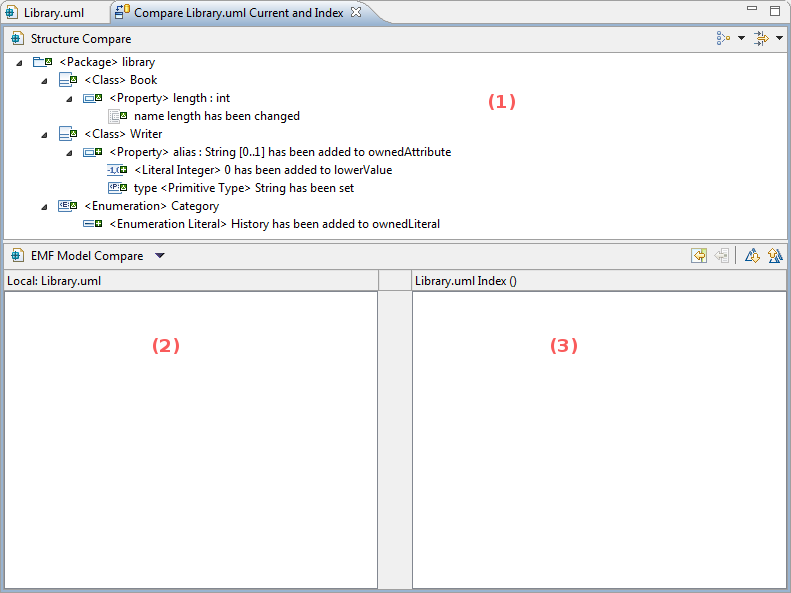 Library.uml
Compare Library.uml Current and Index
Structure Compare
<Package> library
<Class> Book
<Property> length : int
name length has been changed
(1)
<Class> Writer
<Property> alias : String [0..1] has been added to ownedAttribute
<Literal Integer> 0 has been added to lowerValue
type <Primitive Type> String has been set
<Enumeration> Category
<Enumeration Literal> History has been added to ownedLiteral
EMF Model Compare
Local: Library.uml
Library.uml Index ()
(2)
(3)